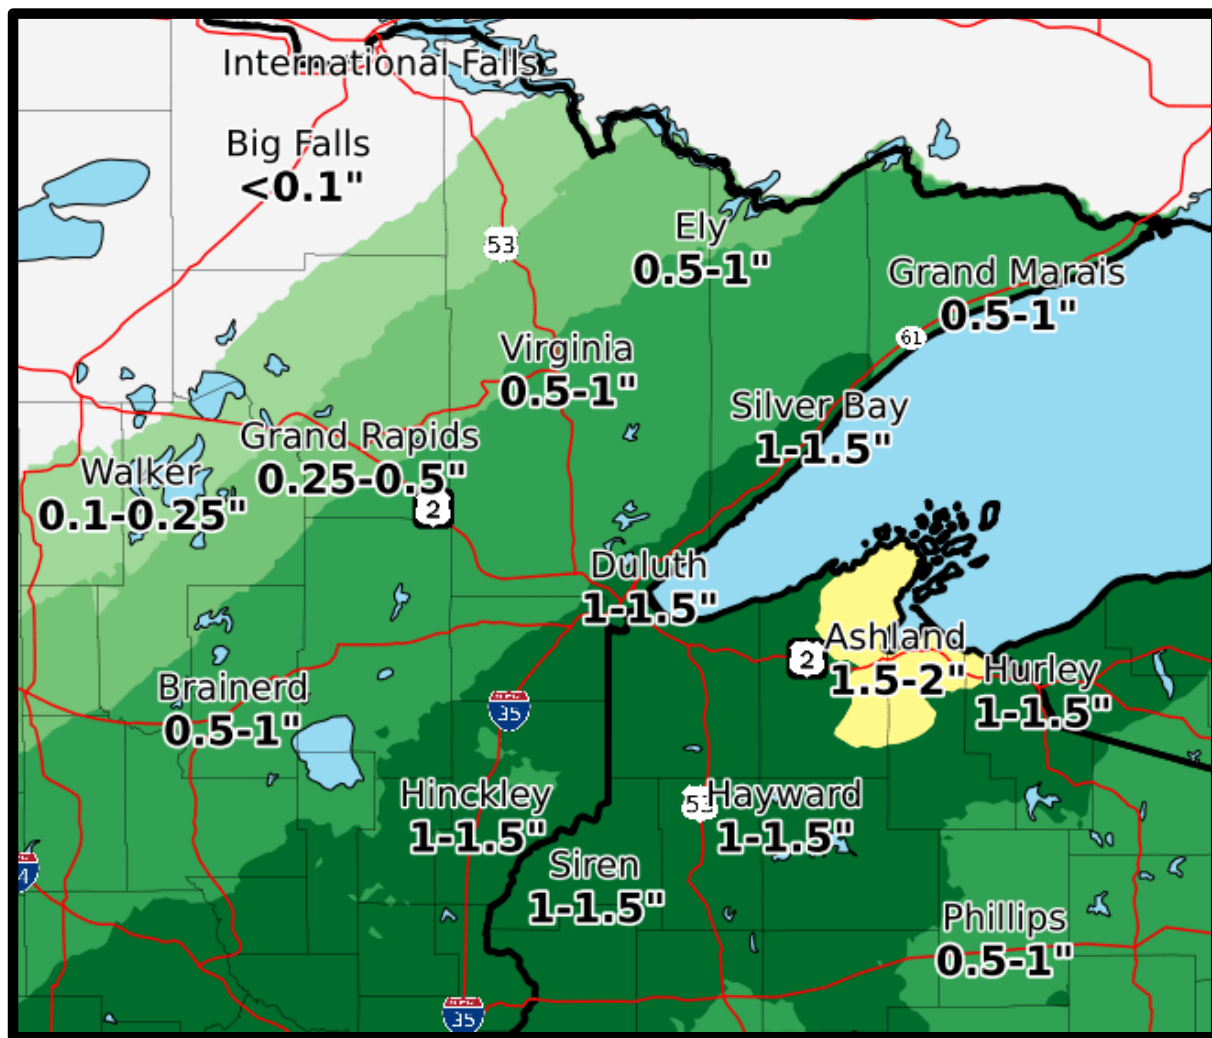 International Falls
Big Falls
<0.1"
53
Ely
0.5-1"
Grand Marais
0.5-1"
61
Virginia
0.5-1"
Silver Bay
1-1.5"
Grand Rapids
0.25-0.5"
Walker
0.1-0.25"
2
Duluth
1-1.5"
Ashland
1.5-2"
2
Hurley
1-1.5"
Brainerd
0.5-1"
35
Hinckley
1-1.5"
53
Hayward
1-1.5"
Siren
1-1.5"
4
Phillips
0.5-1"
35